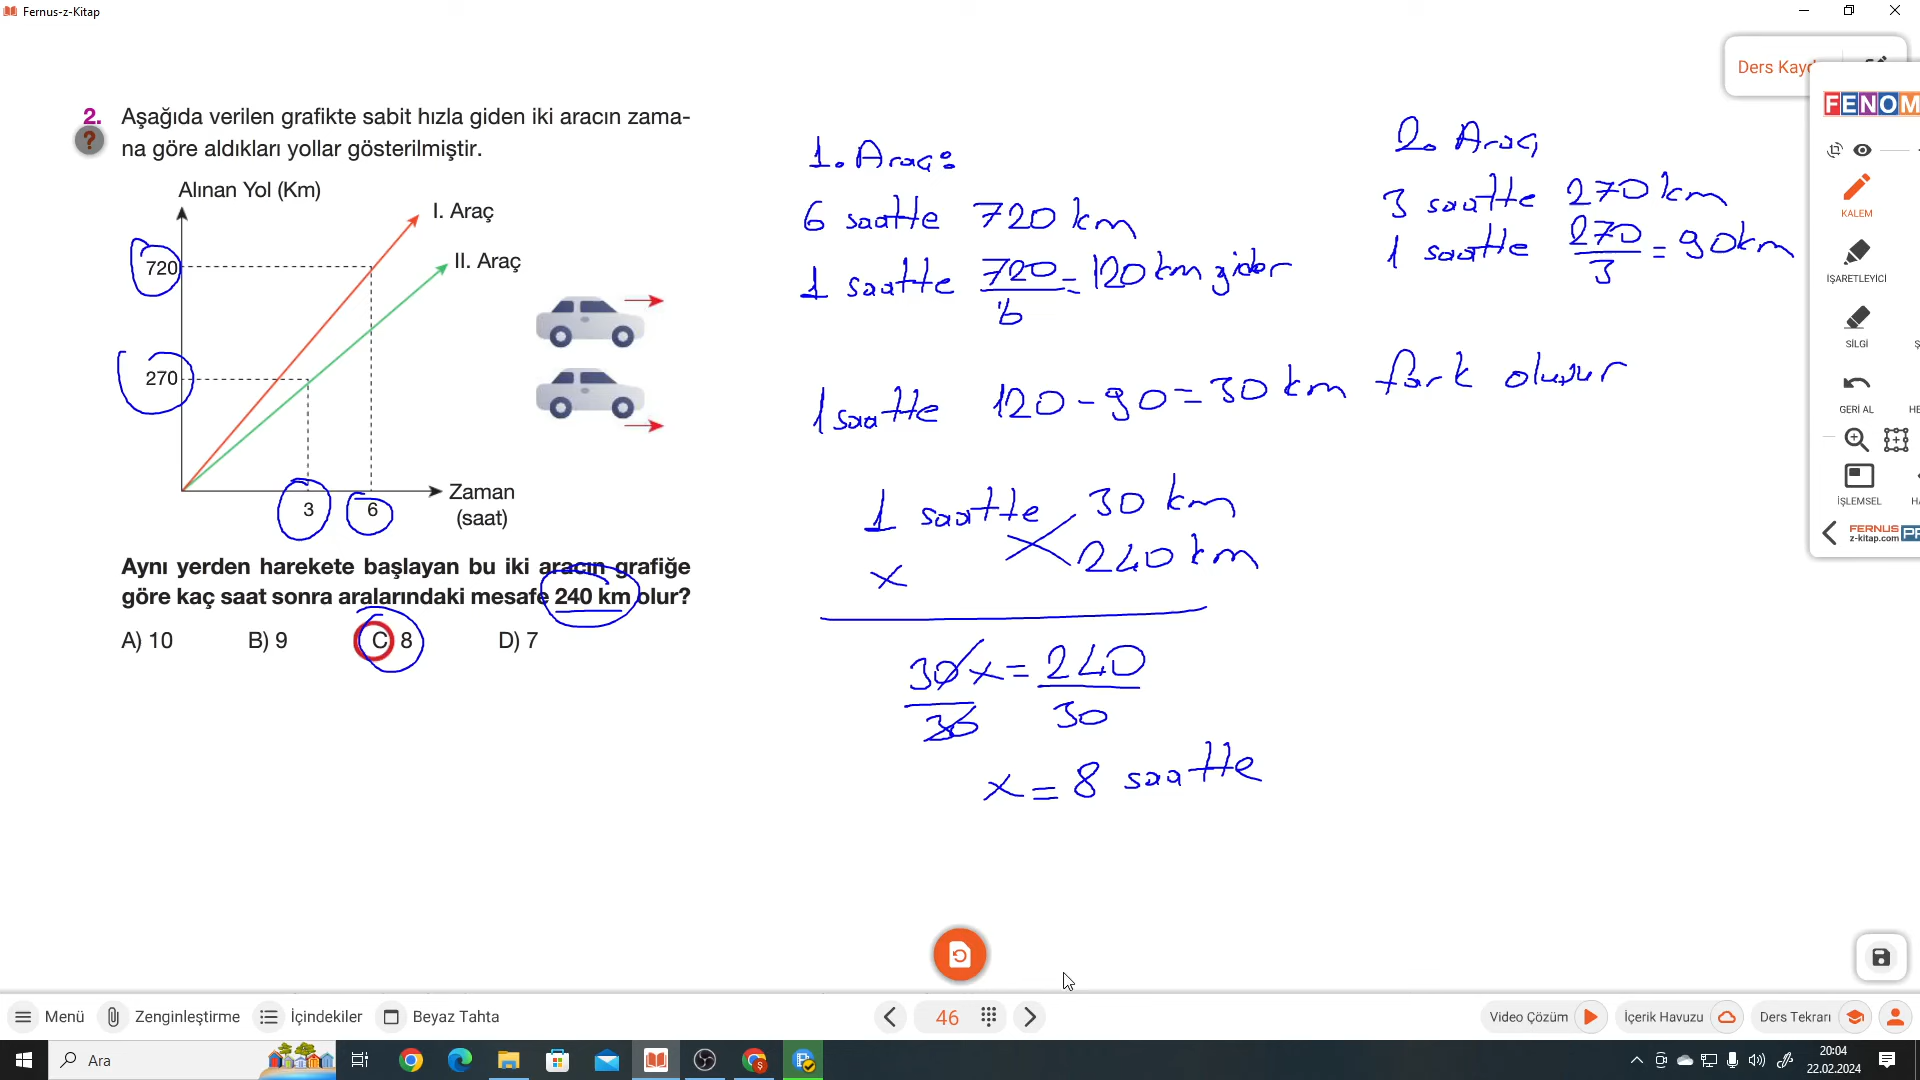 Fernus-z-Kitap
Ders Kayd
2. Aşağıda verilen grafikte sabit hızla giden iki aracın zama-
na göre aldıkları yollar gösterilmiştir.
?
Alınan Yol (Km)
I. Araç
II. Araç
720
270
3
6
Zaman
(saat)
Aynı yerden harekete başlayan bu iki aracın grafiğe
göre kaç saat sonra aralarındaki mesafe 240 km olur?
A) 10 B) 9 C 8 D) 7
1. Araç:
6 saatte 720 km
1 saatte 720/6 = 120 km gider
2. Araç
3 saatte 270 km
1 saatte 270/3 = 90km
1 saatte 120 - 90 = 30 km fark oluşur
1 saatte 30 km
x 240 km
30x = 240
30 30
x = 8 saatte
FENOM
KALEM
İŞARETLEYİCİ
SİLGİ
Ş
GERİ AL
HE
İŞLEMSEL
HA
FERNUS
z-kitap.com
PR
Menü
Zenginleştirme
İçindekiler
Beyaz Tahta
46
Video Çözüm
İçerik Havuzu
Ders Tekrarı
Ara
20:04
22.02.2024